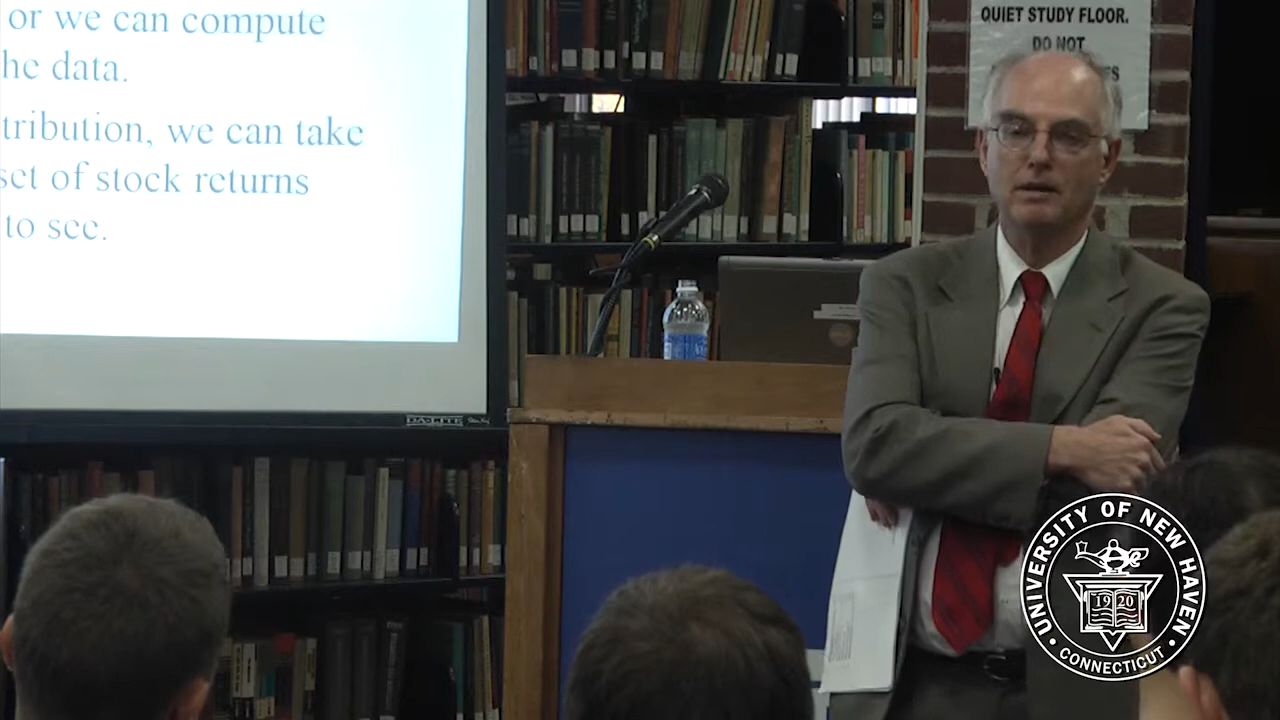 or we can compute
he data.
tribution, we can take
set of stock returns
to see.
QUIET STUDY FLOOR.
DO NOT
DA-LITE
UNIVERSITY OF NEW HAVEN
1920
CONNECTICUT